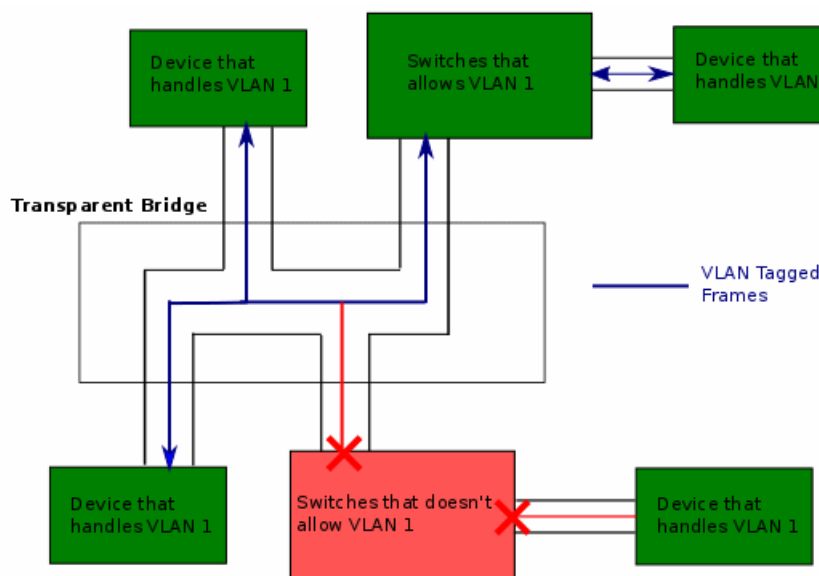 Device that
handles VLAN 1
Switches that
allows VLAN 1
Device that
handles VLAN
Transparent Bridge
VLAN Tagged
Frames
Device that
handles VLAN 1
Switches that doesn't
allow VLAN 1
Device that
handles VLAN 1